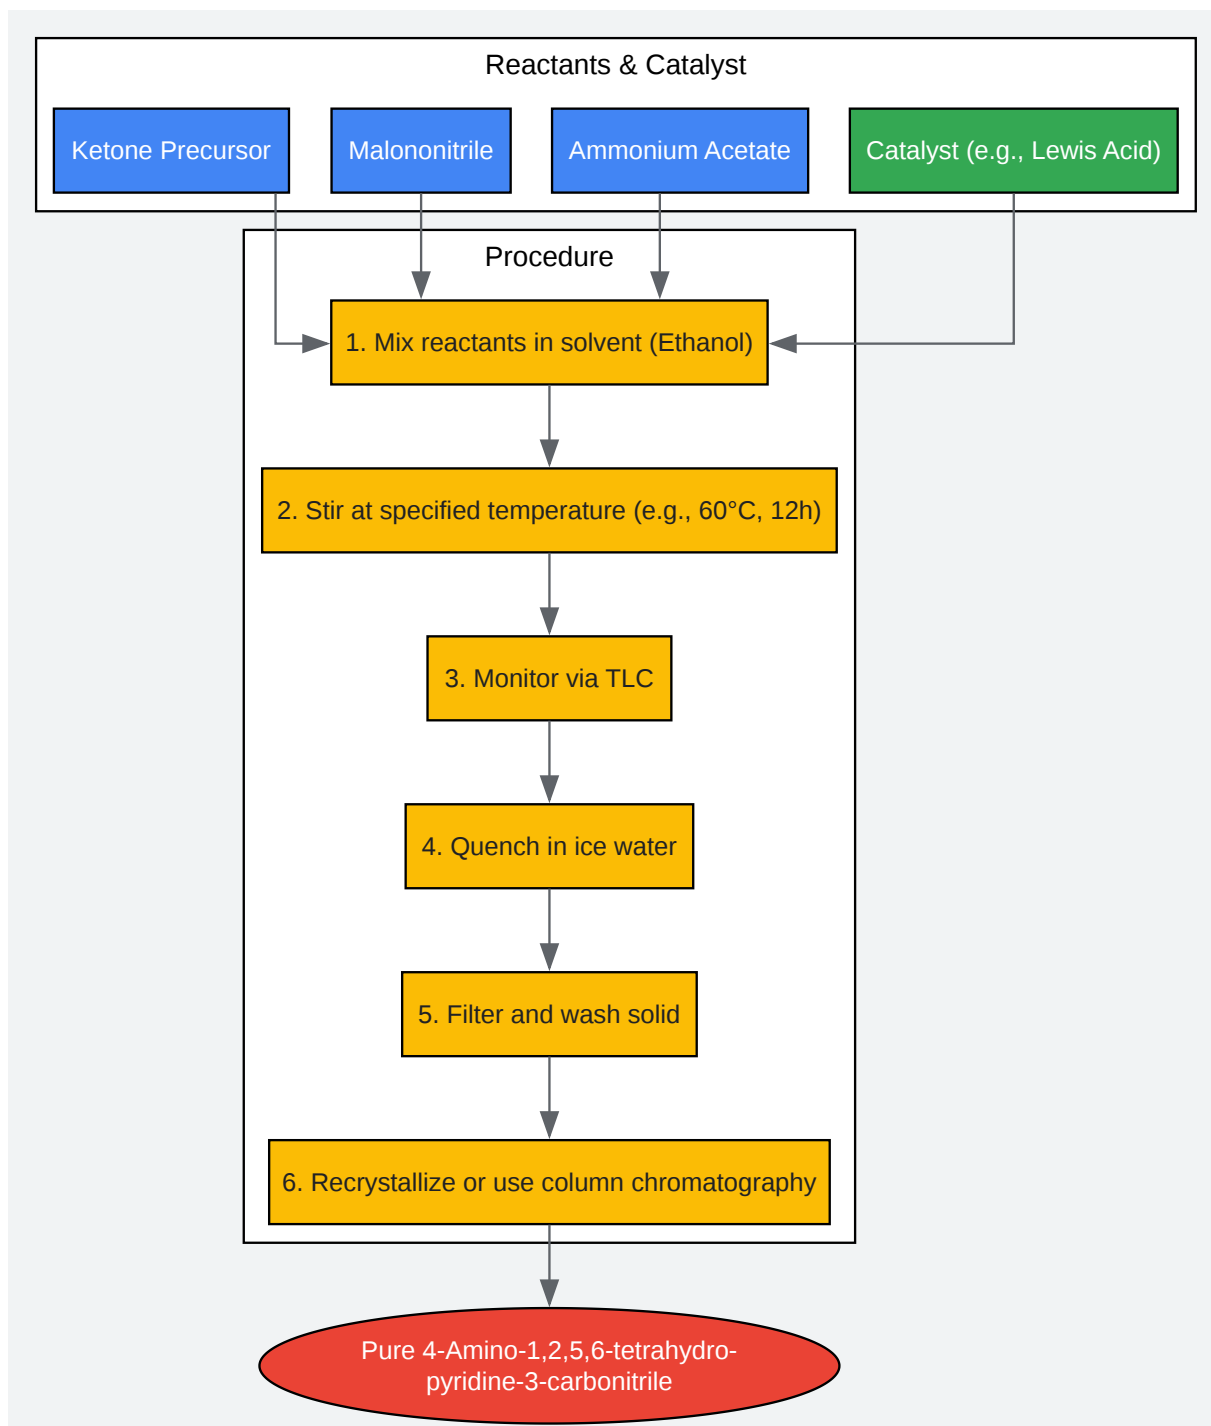 Reactants & Catalyst
Ketone Precursor
Malononitrile
Ammonium Acetate
Catalyst (e.g., Lewis Acid)
Procedure
1. Mix reactants in solvent (Ethanol)
2. Stir at specified temperature (e.g., 60°C, 12h)
3. Monitor via TLC
4. Quench in ice water
5. Filter and wash solid
6. Recrystallize or use column chromatography
Pure 4-Amino-1,2,5,6-tetrahydro-
pyridine-3-carbonitrile